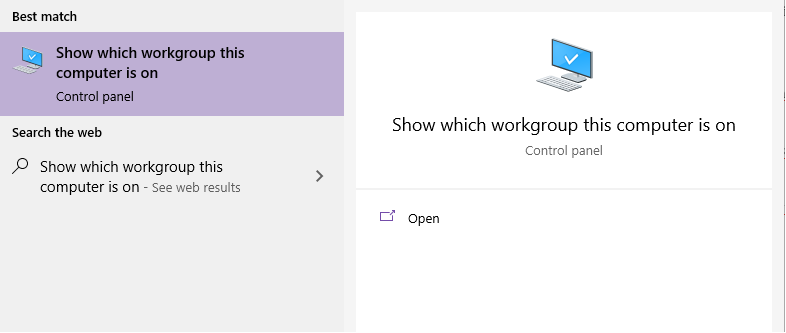 Best match
Show which workgroup this
computer is on
Control panel
Search the web
Show which workgroup this
computer is on - See web results
Show which workgroup this computer is on
Control panel
Open